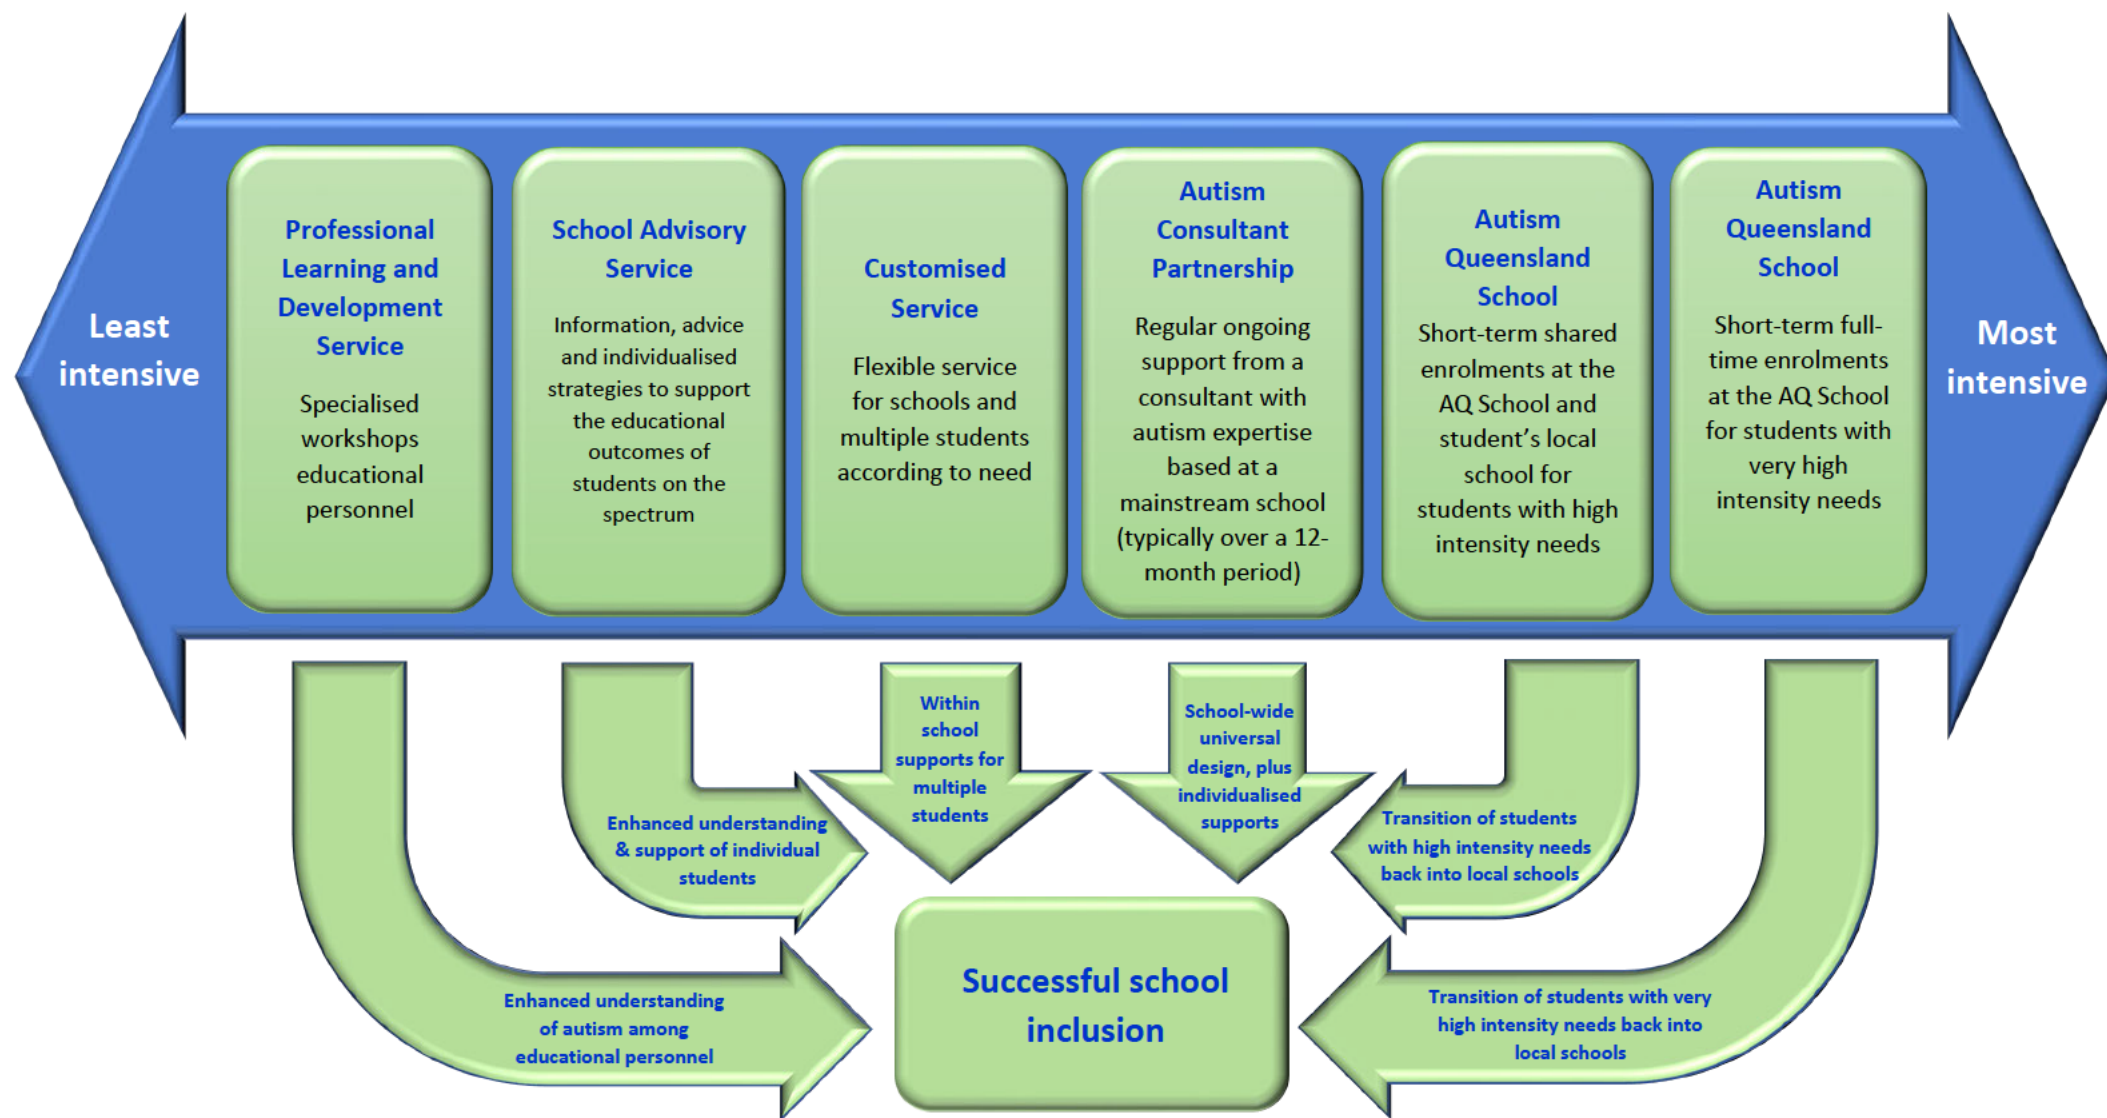 Least
intensive
Professional
Learning and
Development
Service
Specialised
workshops
educational
personnel
School Advisory
Service
Information, advice
and individualised
strategies to support
the educational
outcomes of
students on the
spectrum
Customised
Service
Flexible service
for schools and
multiple students
according to need
Autism
Consultant
Partnership
Regular ongoing
support from a
consultant with
autism expertise
based at a
mainstream school
(typically over a 12-
month period)
Autism
Queensland
School
Short-term shared
enrolments at the
AQ School and
student’s local
school for
students with high
intensity needs
Autism
Queensland
School
Short-term full-
time enrolments
at the AQ School
for students with
very high
intensity needs
Most
intensive
Enhanced understanding
of autism among
educational personnel
Enhanced understanding
& support of individual
students
Within
school
supports for
multiple
students
School-wide
universal
design, plus
individualised
supports
Transition of students
with high intensity needs
back into local schools
Transition of students with very
high intensity needs back into
local schools
Successful school
inclusion